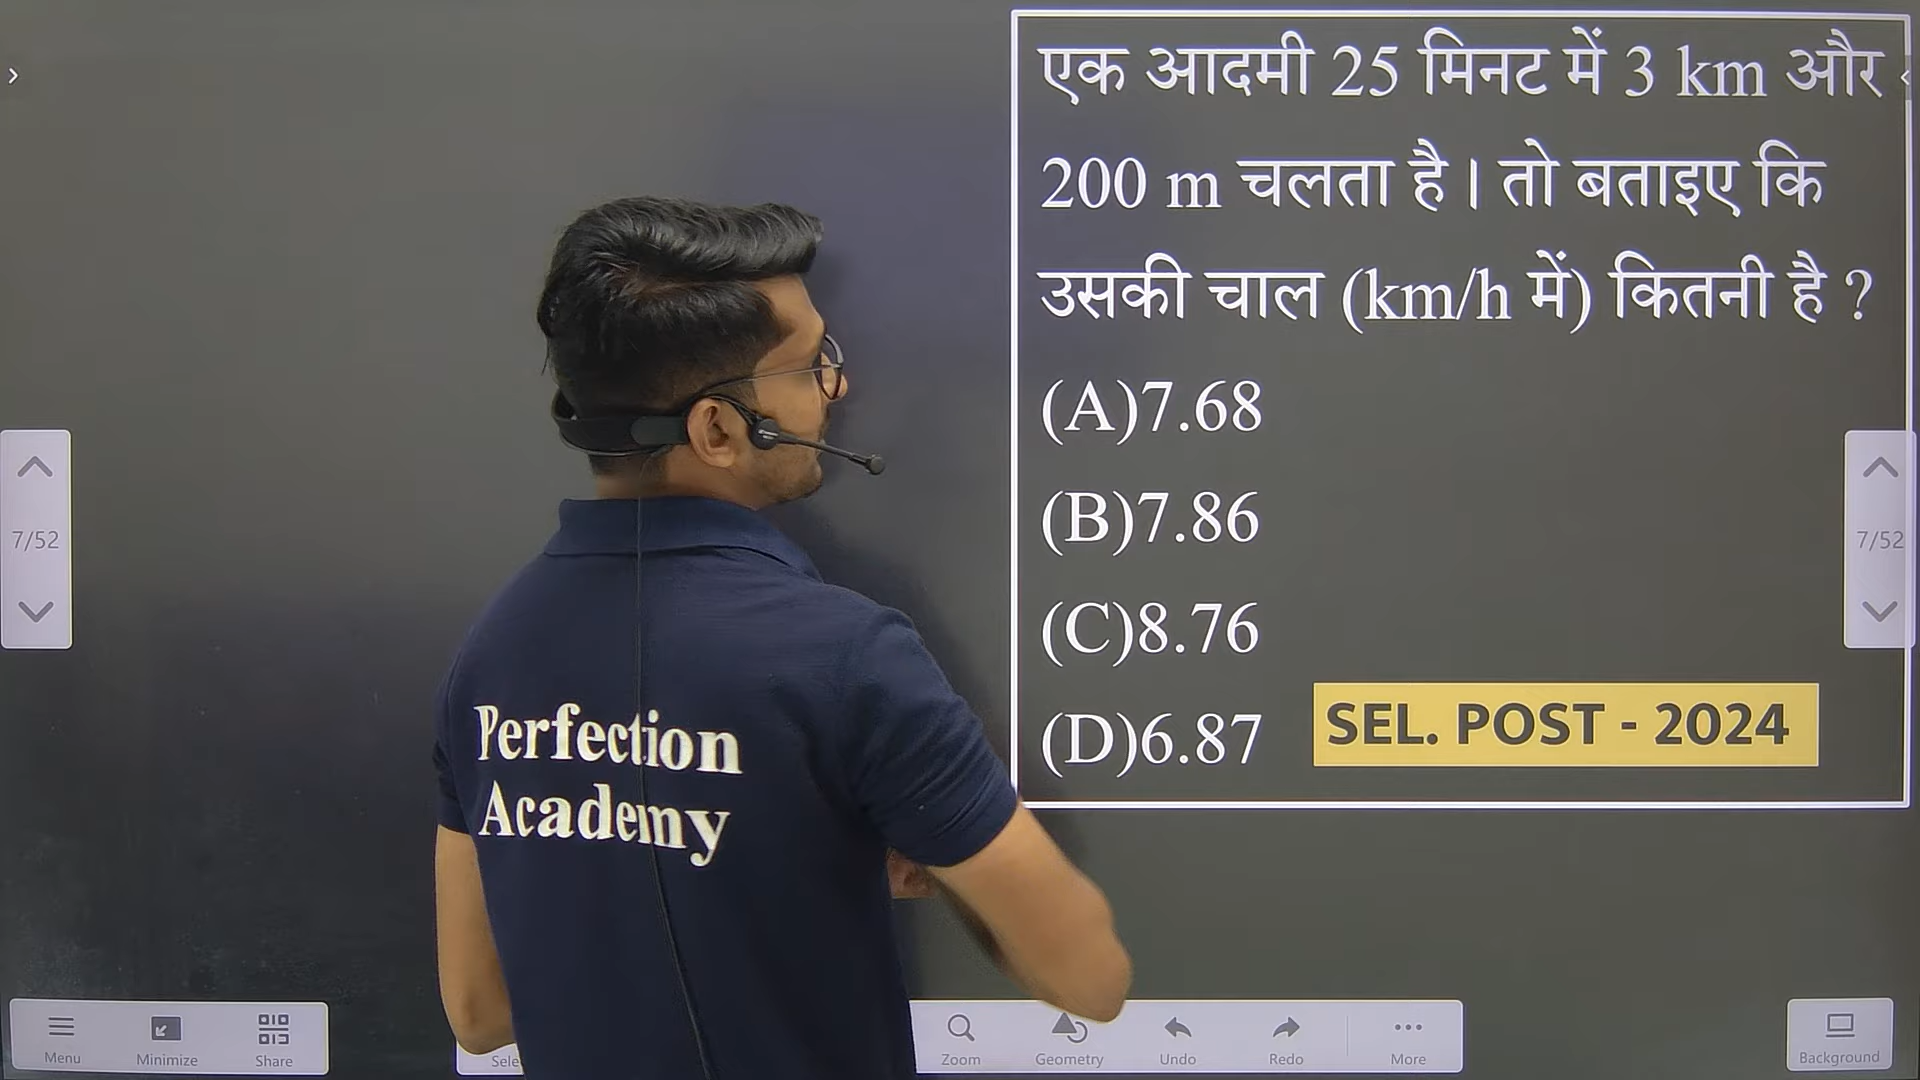 एक आदमी 25 मिनट में 3 km और
200 m चलता है। तो बताइए कि
उसकी चाल (km/h में) कितनी है ?
(A)7.68
(B)7.86
(C)8.76
(D)6.87
SEL. POST - 2024
7/52
7/52
Perfection
Academy
Menu
Minimize
Share
Zoom
Geometry
Undo
Redo
More
Background